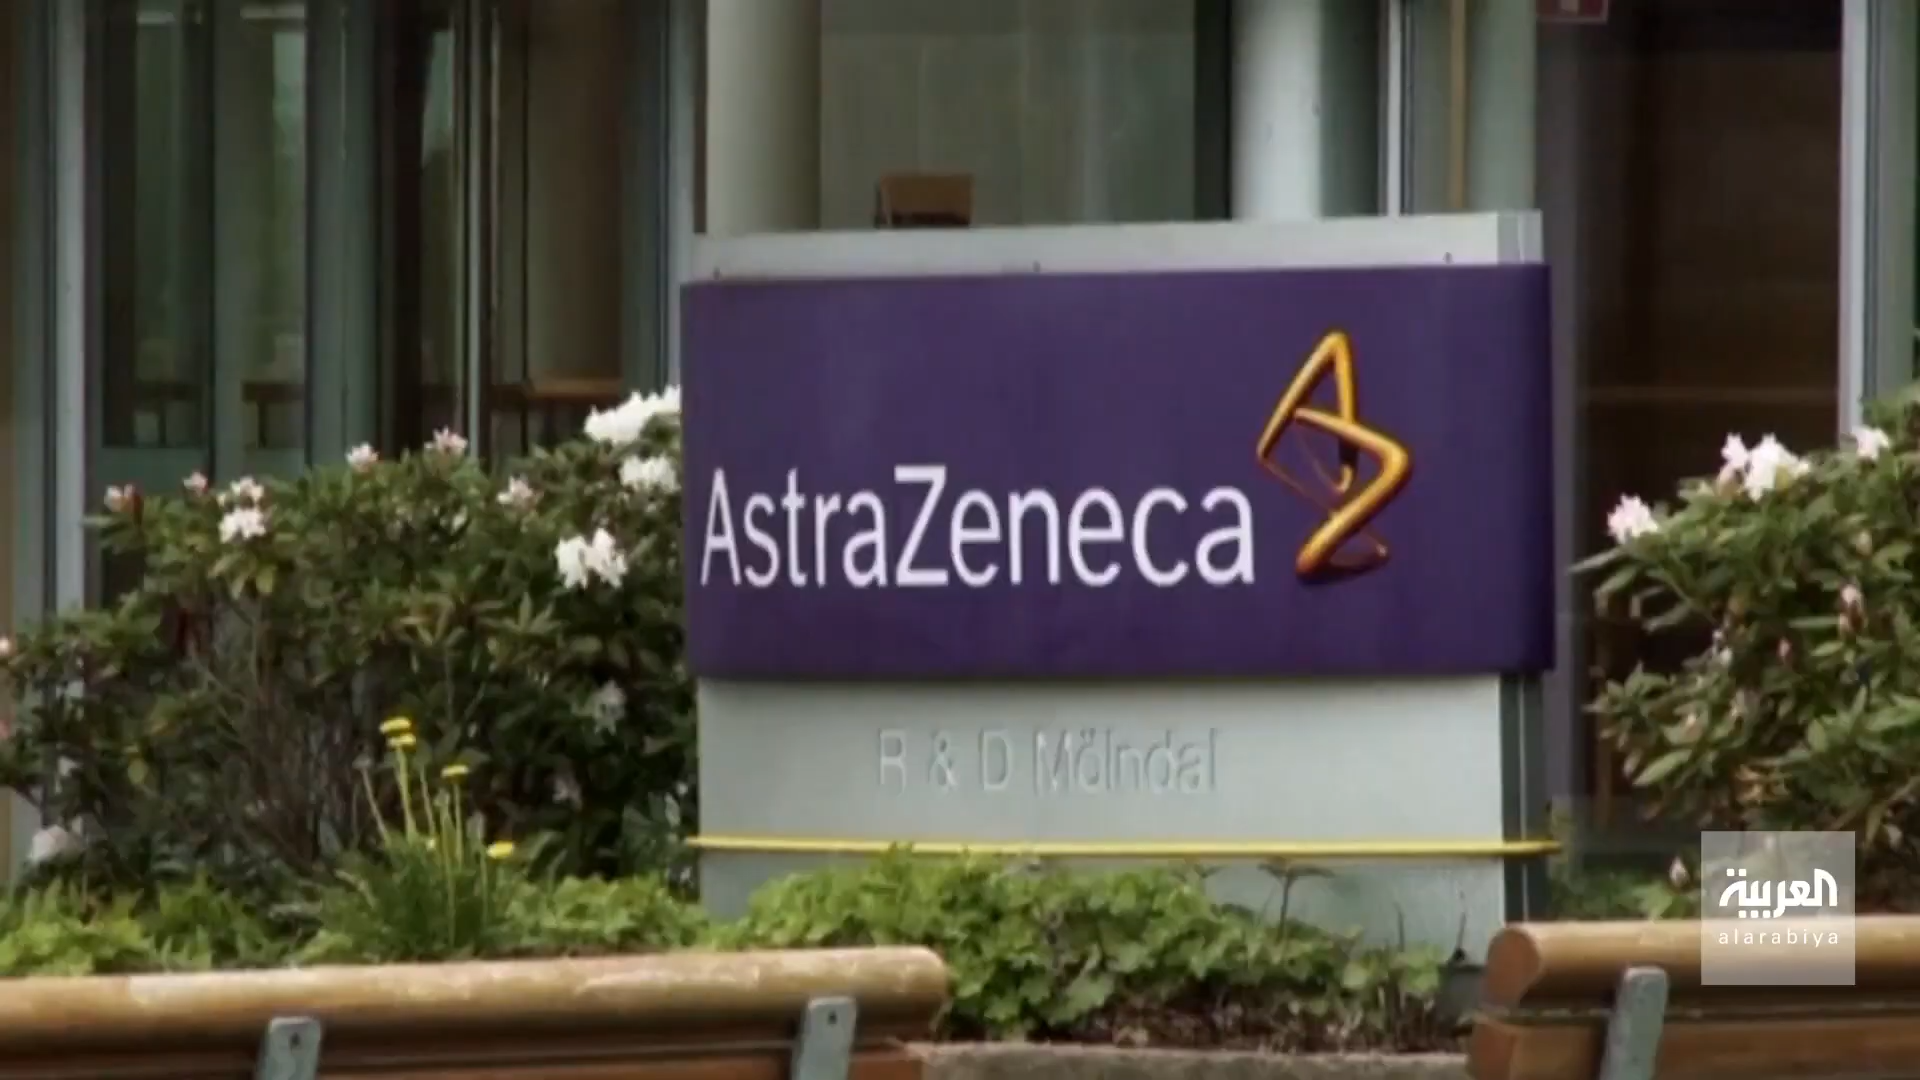 AstraZeneca
R & D Mölndal
العربية
alarabiya